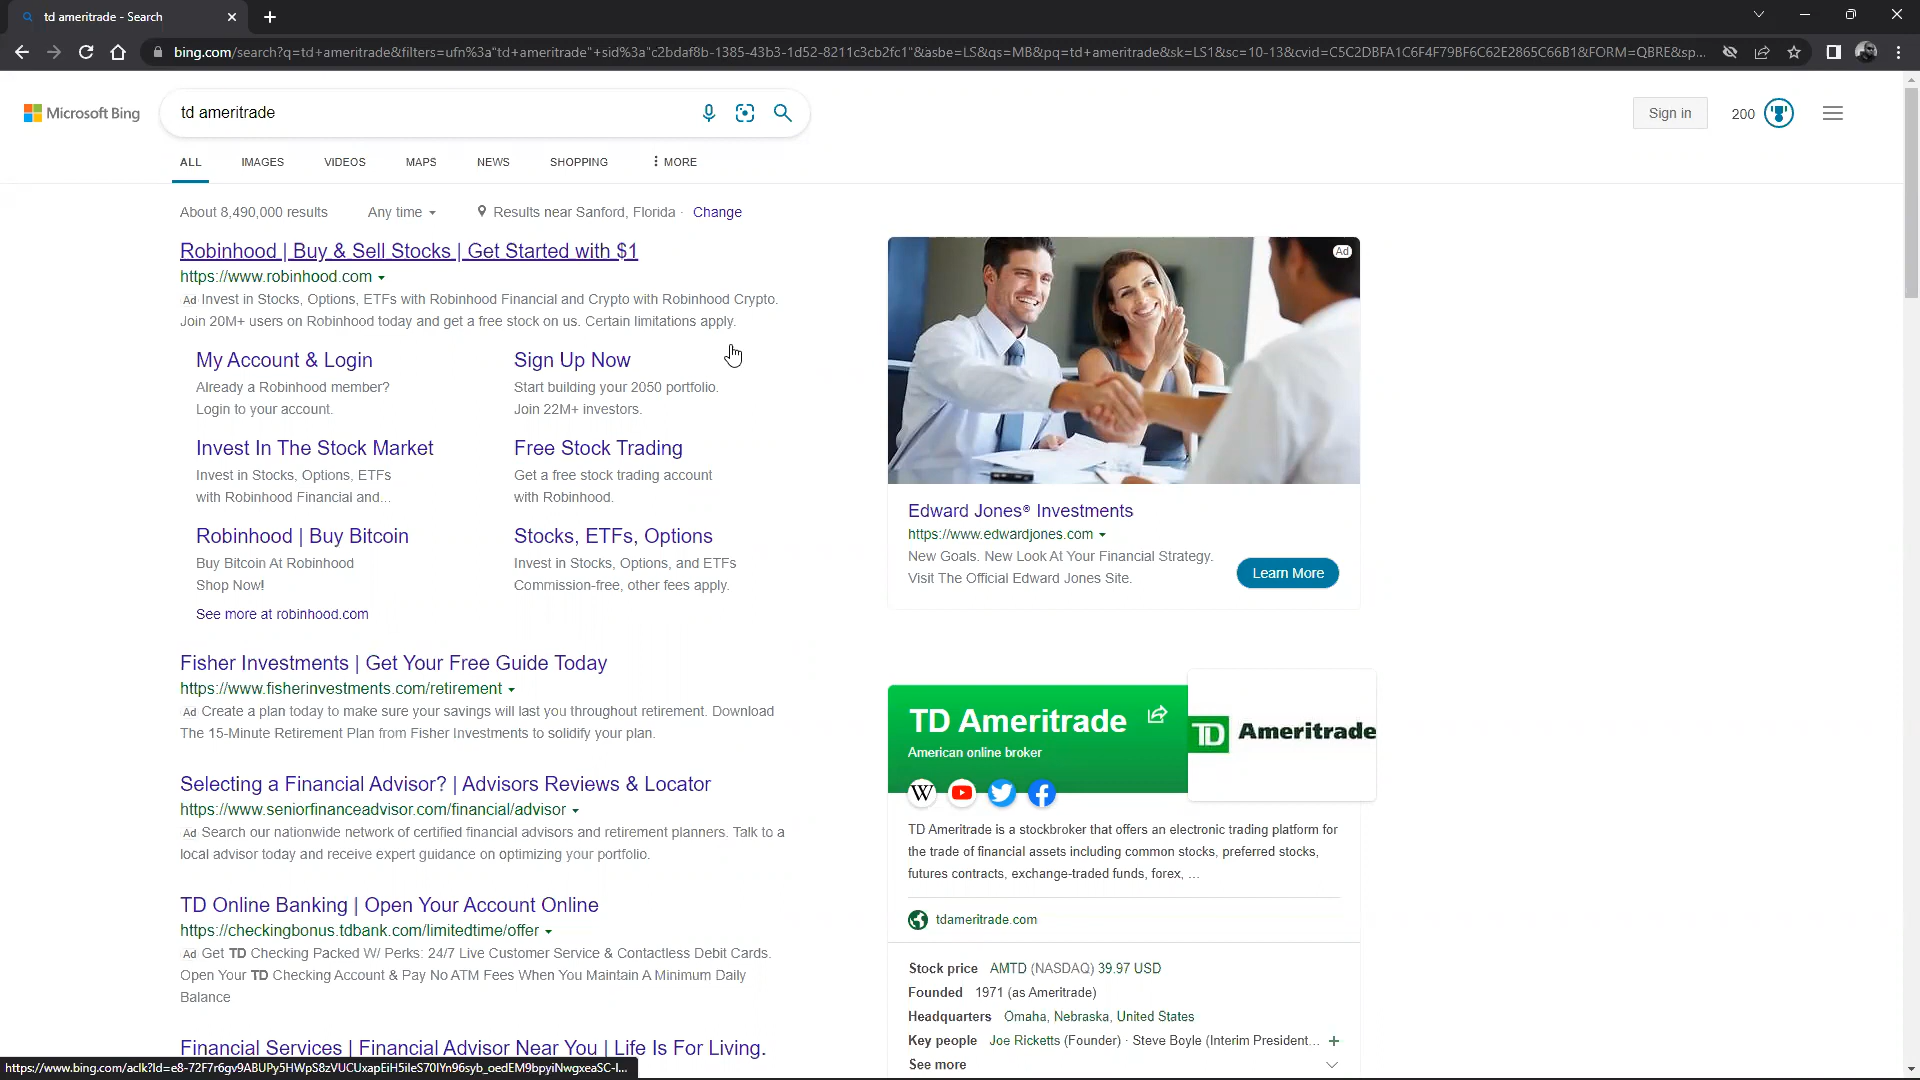 td ameritrade - Search
bing.com/search?q=td+ameritrade&filters=ufn%3a"td+ameritrade"+sid%3a"c2bdaf8b-1385-43b3-1d52-8211c3cb2fc1"&asbe=LS&qs=MB&pq=td+ameritrade&sk=LS1&sc=10-13&cvid=C5C2DBFA1C6F4F79BF6C62E2865C66B1&FORM=QBRE&sp...
Microsoft Bing
td ameritrade
Sign in
200
ALL IMAGES VIDEOS MAPS NEWS SHOPPING MORE
About 8,490,000 results Any time Results near Sanford, Florida · Change
Robinhood | Buy & Sell Stocks | Get Started with $1
https://www.robinhood.com
Ad Invest in Stocks, Options, ETFs with Robinhood Financial and Crypto with Robinhood Crypto.
Join 20M+ users on Robinhood today and get a free stock on us. Certain limitations apply.
My Account & Login
Already a Robinhood member?
Login to your account.
Sign Up Now
Start building your 2050 portfolio.
Join 22M+ investors.
Invest In The Stock Market
Invest in Stocks, Options, ETFs
with Robinhood Financial and...
Free Stock Trading
Get a free stock trading account
with Robinhood.
Robinhood | Buy Bitcoin
Buy Bitcoin At Robinhood
Shop Now!
Stocks, ETFs, Options
Invest in Stocks, Options, and ETFs
Commission-free, other fees apply.
See more at robinhood.com
Fisher Investments | Get Your Free Guide Today
https://www.fisherinvestments.com/retirement
Ad Create a plan today to make sure your savings will last you throughout retirement. Download
The 15-Minute Retirement Plan from Fisher Investments to solidify your plan.
Selecting a Financial Advisor? | Advisors Reviews & Locator
https://www.seniorfinanceadvisor.com/financial/advisor
Ad Search our nationwide network of certified financial advisors and retirement planners. Talk to a
local advisor today and receive expert guidance on optimizing your portfolio.
TD Online Banking | Open Your Account Online
https://checkingbonus.tdbank.com/limitedtime/offer
Ad Get TD Checking Packed W/ Perks: 24/7 Live Customer Service & Contactless Debit Cards.
Open Your TD Checking Account & Pay No ATM Fees When You Maintain A Minimum Daily
Balance
Financial Services | Financial Advisor Near You | Life Is For Living.
Ad
Edward Jones® Investments
https://www.edwardjones.com
New Goals. New Look At Your Financial Strategy.
Visit The Official Edward Jones Site.
Learn More
TD Ameritrade
American online broker
TD Ameritrade
W
TD Ameritrade is a stockbroker that offers an electronic trading platform for
the trade of financial assets including common stocks, preferred stocks,
futures contracts, exchange-traded funds, forex, ...
tdameritrade.com
Stock price AMTD (NASDAQ) 39.97 USD
Founded 1971 (as Ameritrade)
Headquarters Omaha, Nebraska, United States
Key people Joe Ricketts (Founder) · Steve Boyle (Interim President...
See more